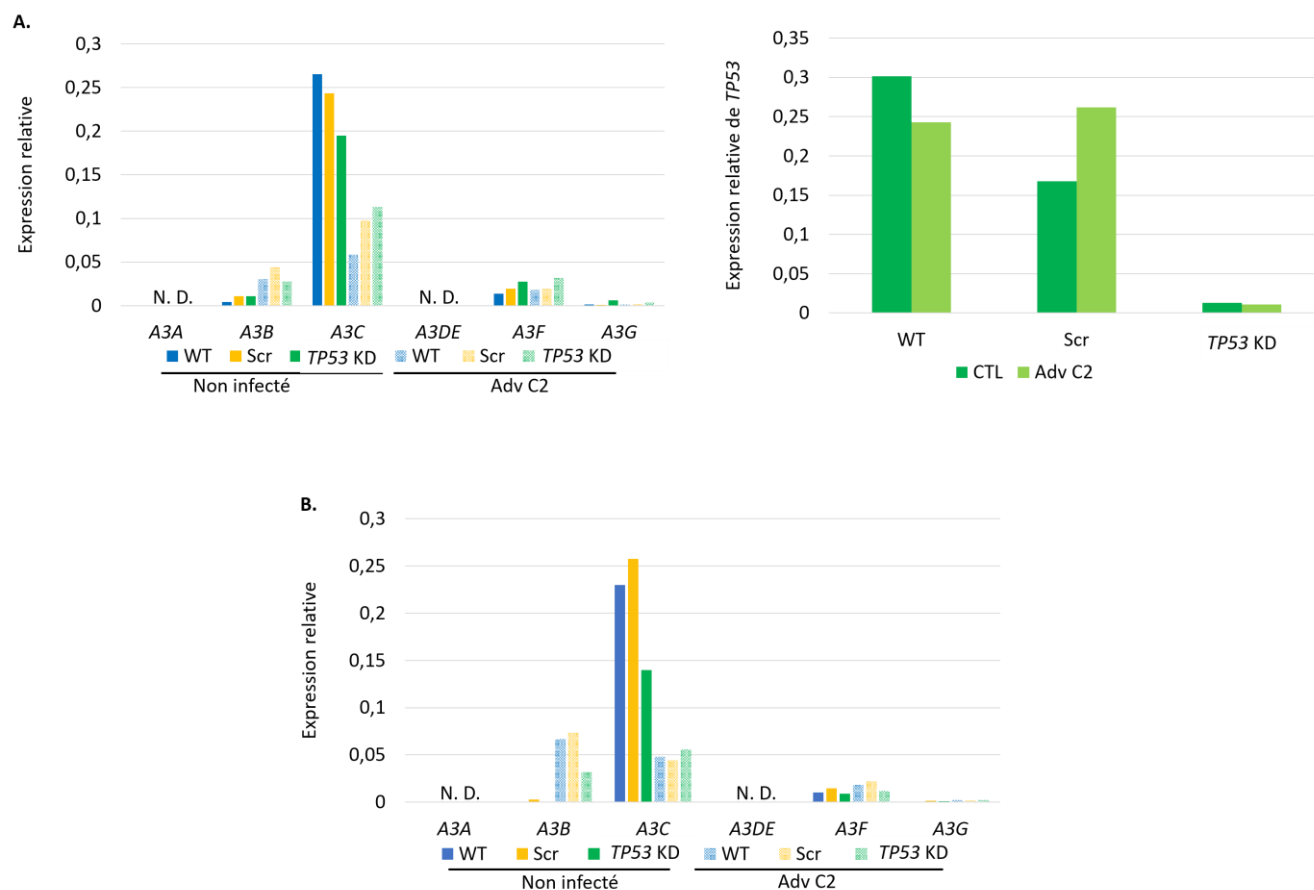 A.
Expression relative
0,3
0,25
0,2
0,15
0,1
0,05
0
N. D.
N. D.
A3A A3B A3C A3DE A3F A3G
WT Scr TP53 KD WT Scr TP53 KD
Non infecté Adv C2
Expression relative de TP53
0,35
0,3
0,25
0,2
0,15
0,1
0,05
0
WT Scr TP53 KD
CTL Adv C2
B.
Expression relative
0,3
0,25
0,2
0,15
0,1
0,05
0
N. D.
N. D.
A3A A3B A3C A3DE A3F A3G
WT Scr TP53 KD WT Scr TP53 KD
Non infecté Adv C2